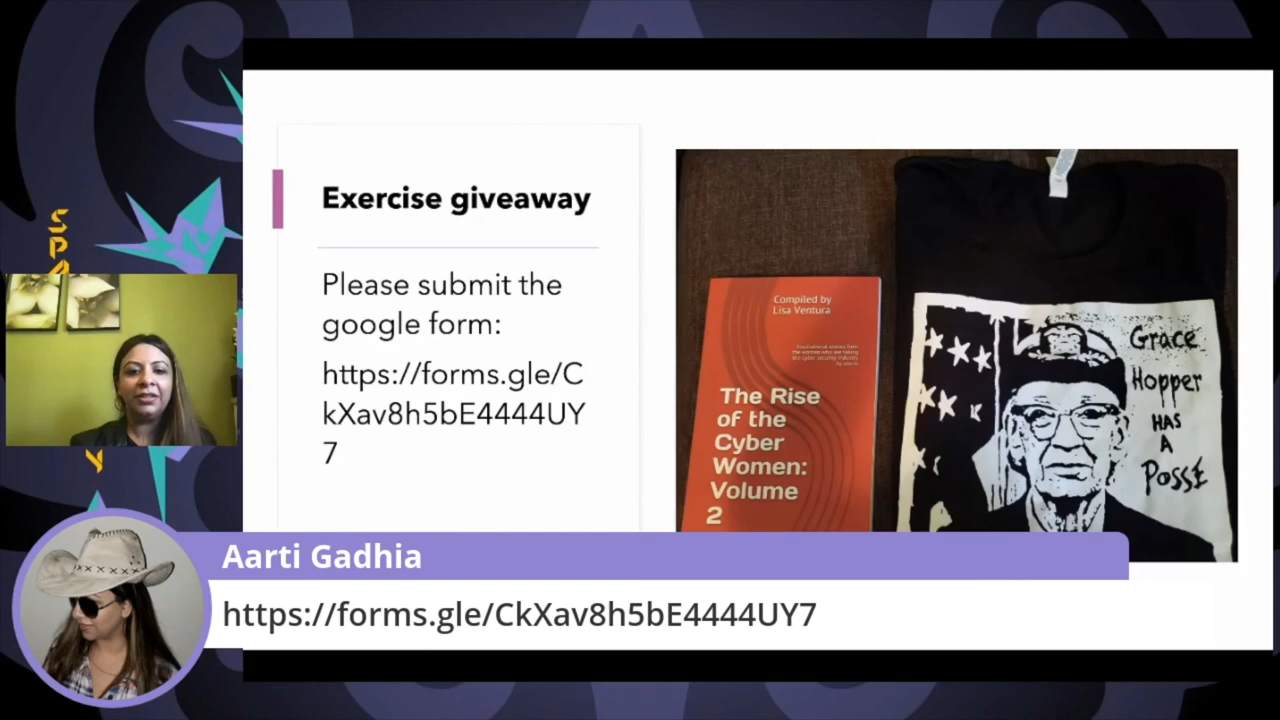 Exercise giveaway
Please submit the
google form:
https://forms.gle/C
kXav8h5bE4444UY
7
Compiled by
Lisa Ventura
The Rise
of the
Cyber
Women:
Volume
2
Grace
Hopper
HAS
A
POSSE
Aarti Gadhia
https://forms.gle/CkXav8h5bE4444UY7